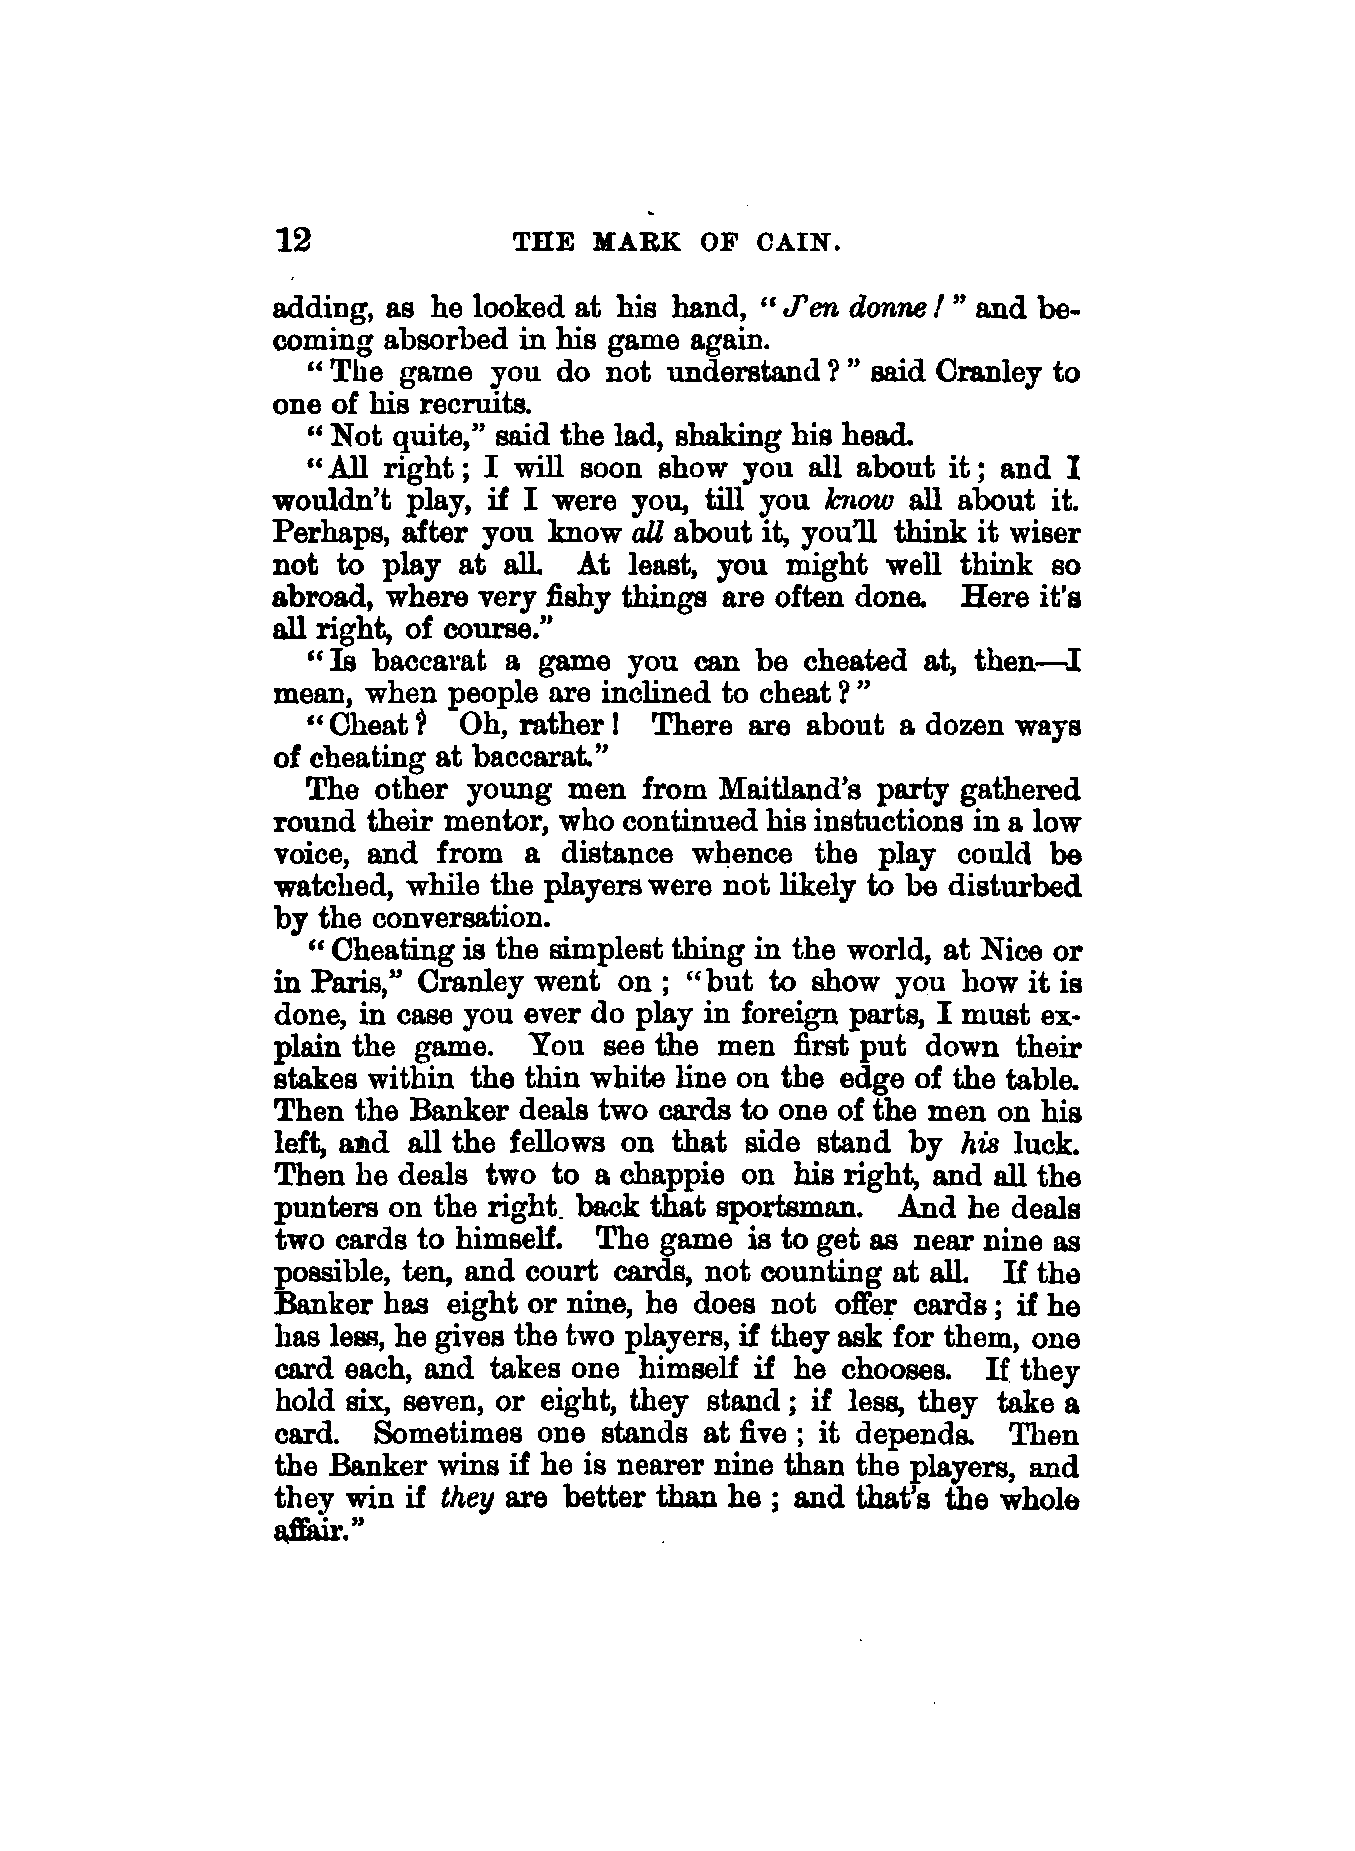 12 THE MARK OF CAIN.
adding, as he looked at his hand, "J'en donne!" and be-
coming absorbed in his game again.
"The game you do not understand?" said Cranley to
one of his recruits.
"Not quite," said the lad, shaking his head.
"All right; I will soon show you all about it; and I
wouldn't play, if I were you, till you know all about it.
Perhaps, after you know all about it, you'll think it wiser
not to play at all. At least, you might well think so
abroad, where very fishy things are often done. Here it's
all right, of course."
"Is baccarat a game you can be cheated at, then—I
mean, when people are inclined to cheat?"
"Cheat? Oh, rather! There are about a dozen ways
of cheating at baccarat."
The other young men from Maitland's party gathered
round their mentor, who continued his instuctions in a low
voice, and from a distance whence the play could be
watched, while the players were not likely to be disturbed
by the conversation.
"Cheating is the simplest thing in the world, at Nice or
in Paris," Cranley went on; "but to show you how it is
done, in case you ever do play in foreign parts, I must ex-
plain the game. You see the men first put down their
stakes within the thin white line on the edge of the table.
Then the Banker deals two cards to one of the men on his
left, and all the fellows on that side stand by his luck.
Then he deals two to a chappie on his right, and all the
punters on the right back that sportsman. And he deals
two cards to himself. The game is to get as near nine as
possible, ten, and court cards, not counting at all. If the
Banker has eight or nine, he does not offer cards; if he
has less, he gives the two players, if they ask for them, one
card each, and takes one himself if he chooses. If they
hold six, seven, or eight, they stand; if less, they take a
card. Sometimes one stands at five; it depends. Then
the Banker wins if he is nearer nine than the players, and
they win if they are better than he; and that's the whole
affair."